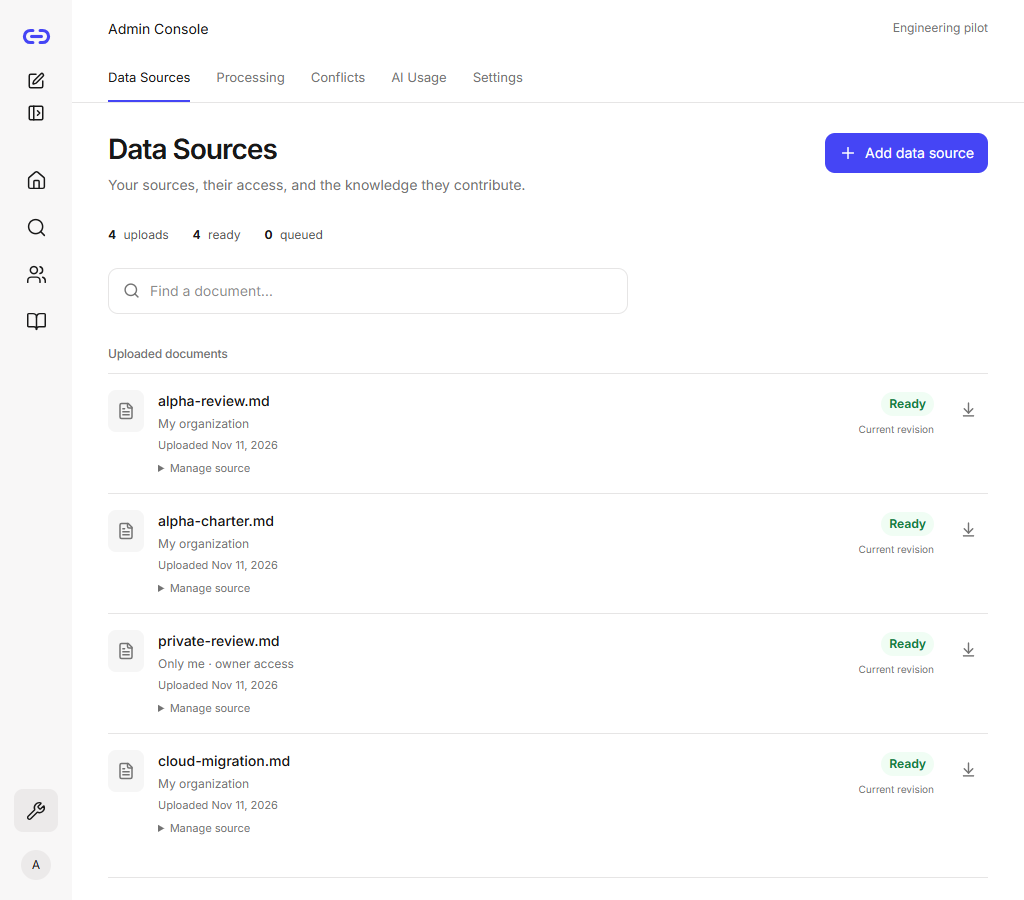 Admin Console
Engineering pilot
Data Sources Processing Conflicts AI Usage Settings
Data Sources
Add data source
Your sources, their access, and the knowledge they contribute.
4 uploads 4 ready 0 queued
Find a document...
Uploaded documents
alpha-review.md
My organization
Uploaded Nov 11, 2026
Manage source
Ready
Current revision
alpha-charter.md
My organization
Uploaded Nov 11, 2026
Manage source
Ready
Current revision
private-review.md
Only me · owner access
Uploaded Nov 11, 2026
Manage source
Ready
Current revision
cloud-migration.md
My organization
Uploaded Nov 11, 2026
Manage source
Ready
Current revision
A